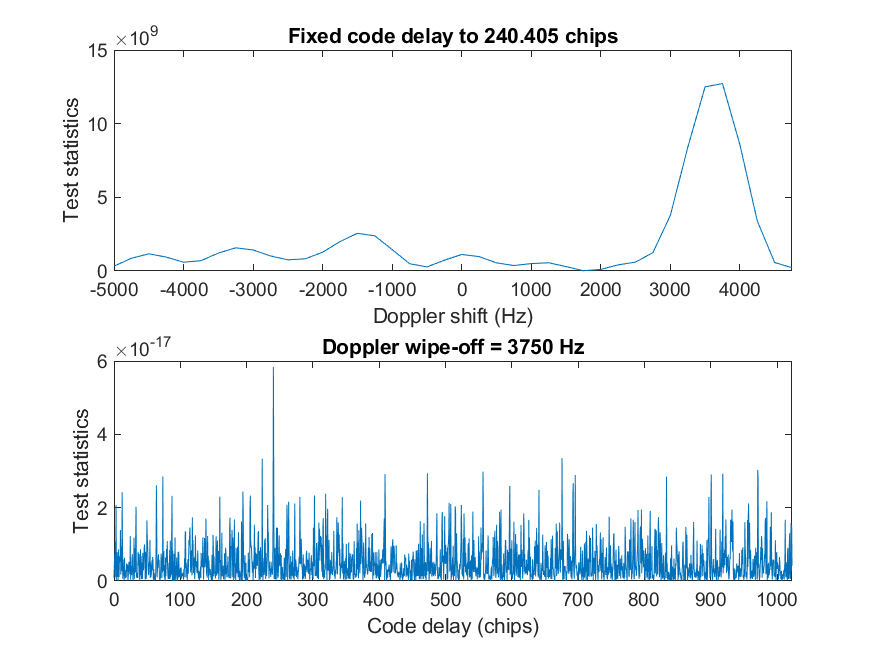 Fixed code delay to 240.405 chips
×10⁹
15
10
5
0
Test statistics
-5000 -4000 -3000 -2000 -1000 0 1000 2000 3000 4000
Doppler shift (Hz)
Doppler wipe-off = 3750 Hz
×10⁻¹⁷
6
4
2
0
Test statistics
0 100 200 300 400 500 600 700 800 900 1000
Code delay (chips)